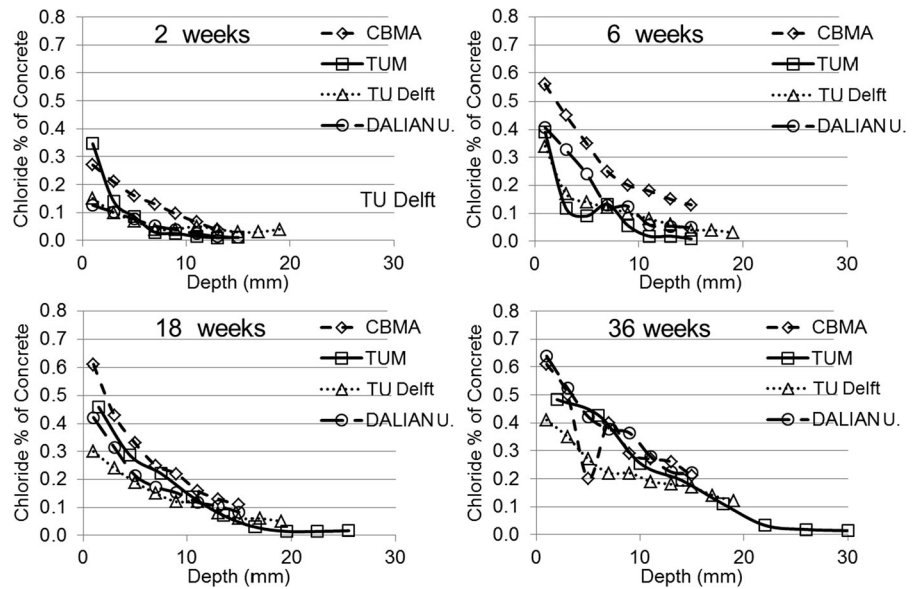 2 weeks
CBMA
TUM
TU Delft
DALIAN U.
TU Delft
Chloride % of Concrete
0.8
0.7
0.6
0.5
0.4
0.3
0.2
0.1
0.0
0 10 20 30
Depth (mm)
6 weeks
CBMA
TUM
TU Delft
DALIAN U.
Chloride % of Concrete
0.8
0.7
0.6
0.5
0.4
0.3
0.2
0.1
0.0
0 10 20 30
Depth (mm)
18 weeks
CBMA
TUM
TU Delft
DALIAN U.
Chloride % of Concrete
0.8
0.7
0.6
0.5
0.4
0.3
0.2
0.1
0.0
0 10 20 30
Depth (mm)
36 weeks
CBMA
TUM
TU Delft
DALIAN U.
Chloride % of Concrete
0.8
0.7
0.6
0.5
0.4
0.3
0.2
0.1
0.0
0 10 20 30
Depth (mm)